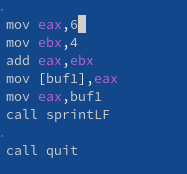 mov eax,6
mov ebx,4
add eax,ebx
mov [buf1],eax
mov eax,buf1
call sprintLF
call quit